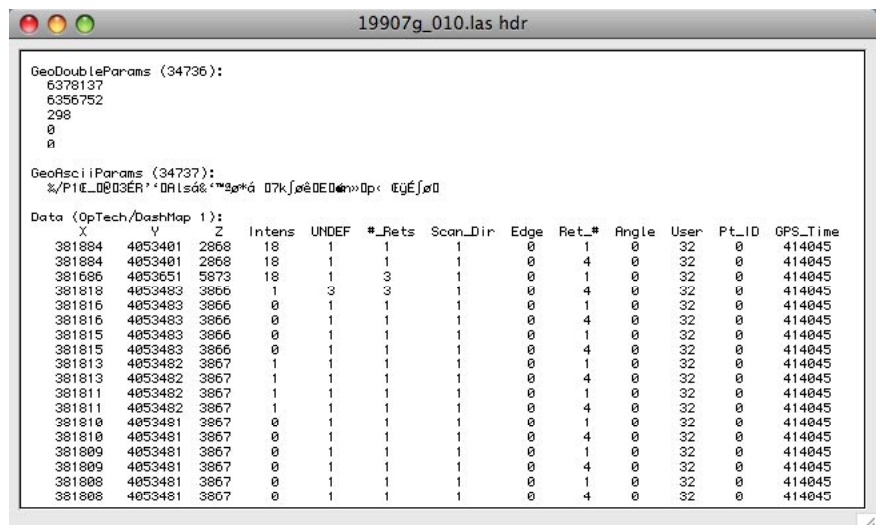 19907g_010.las hdr
GeoDoubleParams (34736):
6378137
6356752
298
0
0
GeoAsciiParams (34737):
Data (OpTech/DashMap 1):
X Y Z Intens UNDEF #_Rets Scan_Dir Edge Ret_# Angle User Pt_ID GPS_Time
381884 4053401 2868 18 1 1 1 0 1 0 32 0 414045
381884 4053401 2868 18 1 1 1 0 4 0 32 0 414045
381686 4053651 5873 18 1 3 1 0 1 0 32 0 414045
381818 4053483 3866 1 3 3 1 0 4 0 32 0 414045
381816 4053483 3866 0 1 1 1 0 1 0 32 0 414045
381816 4053483 3866 0 1 1 1 0 4 0 32 0 414045
381815 4053483 3866 0 1 1 1 0 1 0 32 0 414045
381815 4053483 3866 0 1 1 1 0 4 0 32 0 414045
381813 4053482 3867 1 1 1 1 0 1 0 32 0 414045
381813 4053482 3867 1 1 1 1 0 4 0 32 0 414045
381811 4053482 3867 1 1 1 1 0 1 0 32 0 414045
381811 4053482 3867 1 1 1 1 0 4 0 32 0 414045
381810 4053481 3867 0 1 1 1 0 1 0 32 0 414045
381810 4053481 3867 0 1 1 1 0 4 0 32 0 414045
381809 4053481 3867 0 1 1 1 0 1 0 32 0 414045
381809 4053481 3867 0 1 1 1 0 4 0 32 0 414045
381808 4053481 3867 0 1 1 1 0 1 0 32 0 414045
381808 4053481 3867 0 1 1 1 0 4 0 32 0 414045